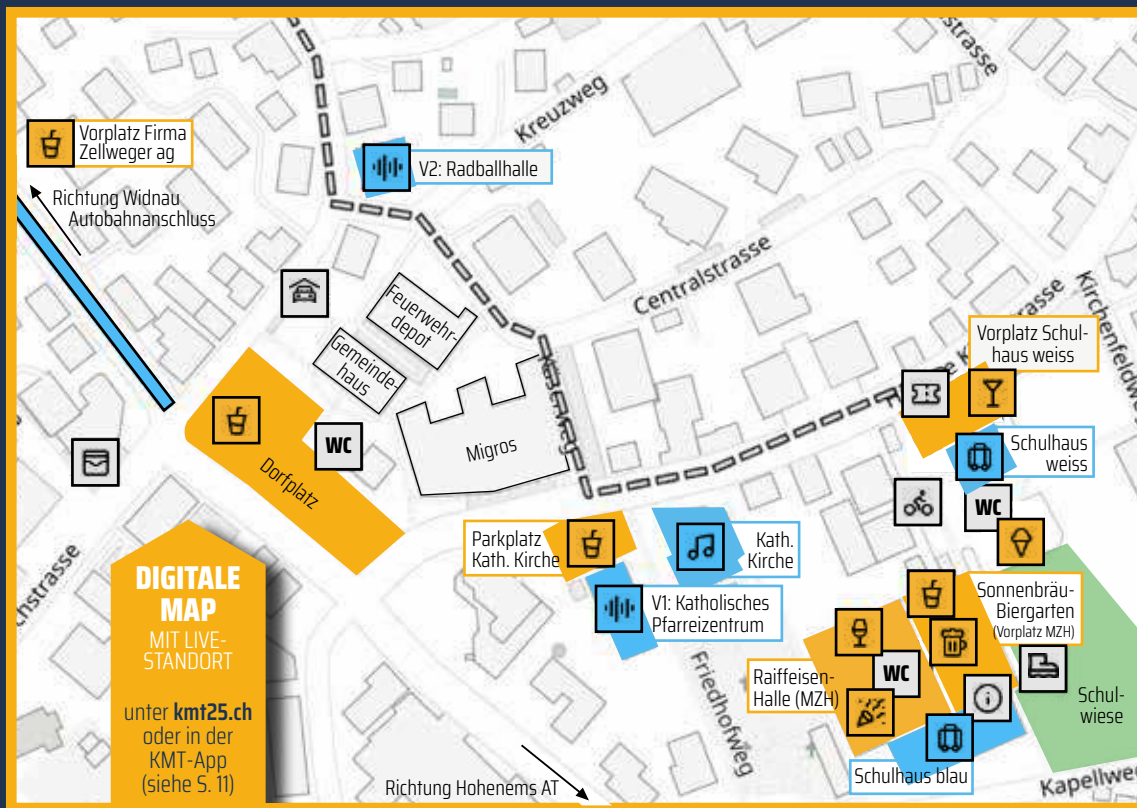 Vorplatz Firma
Zellweger ag
Richtung Widnau
Autobahnanschluss
V2: Radballhalle
Kreuzweg
Centralstrasse
Feuerwehr-
depot
Gemeinde-
haus
Migros
WC
Dorfplatz
Vorplatz Schul-
haus weiss
Schulhaus
weiss
WC
Parkplatz
Kath. Kirche
Kath.
Kirche
V1: Katholisches
Pfarreizentrum
Sonnenbräu-
Biergarten
(Vorplatz MZH)
Raiffeisen-
Halle (MZH)
WC
Schul-
wiese
Schulhaus blau
Friedhofweg
Richtung Hohenems AT
DIGITALE
MAP
MIT LIVE-
STANDORT
unter kmt25.ch
oder in der
KMT-App
(siehe S. 11)